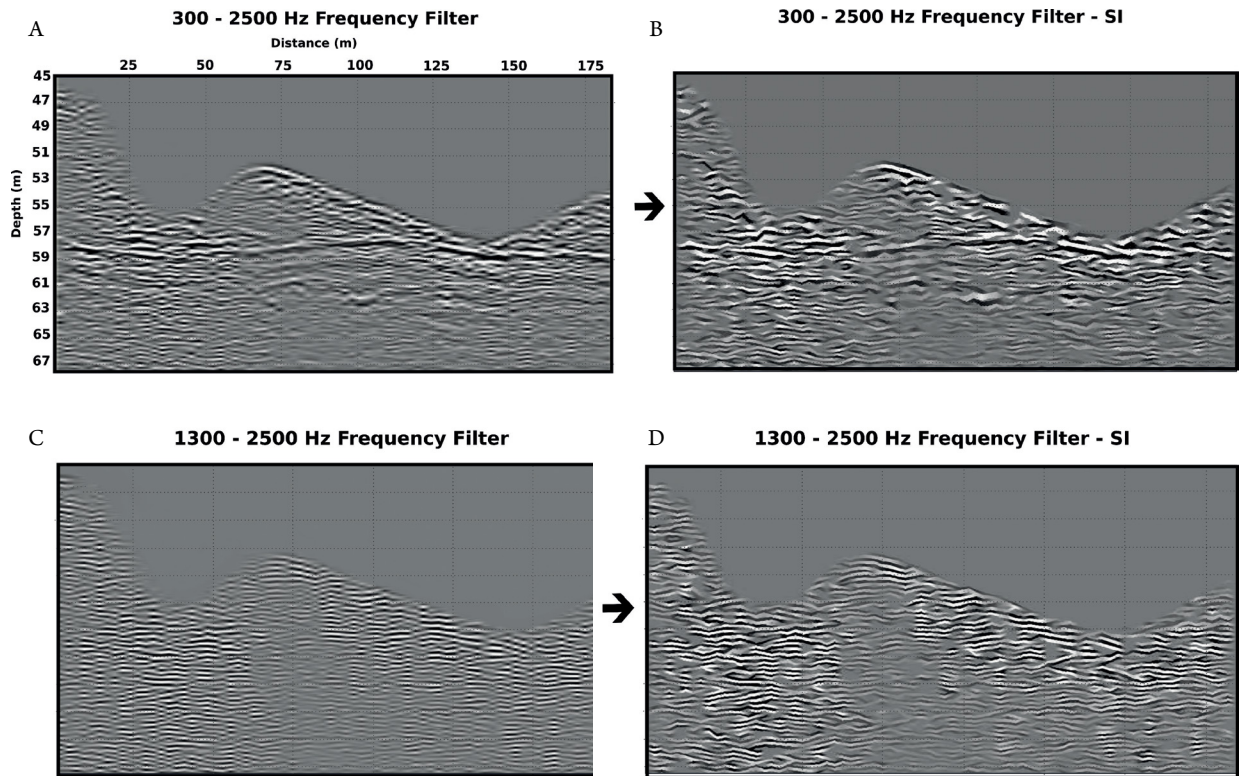 A
300 - 2500 Hz Frequency Filter
Distance (m)
25 50 75 100 125 150 175
Depth (m)
45
47
49
51
53
55
57
59
61
63
65
67
B
300 - 2500 Hz Frequency Filter - SI
C
1300 - 2500 Hz Frequency Filter
D
1300 - 2500 Hz Frequency Filter - SI